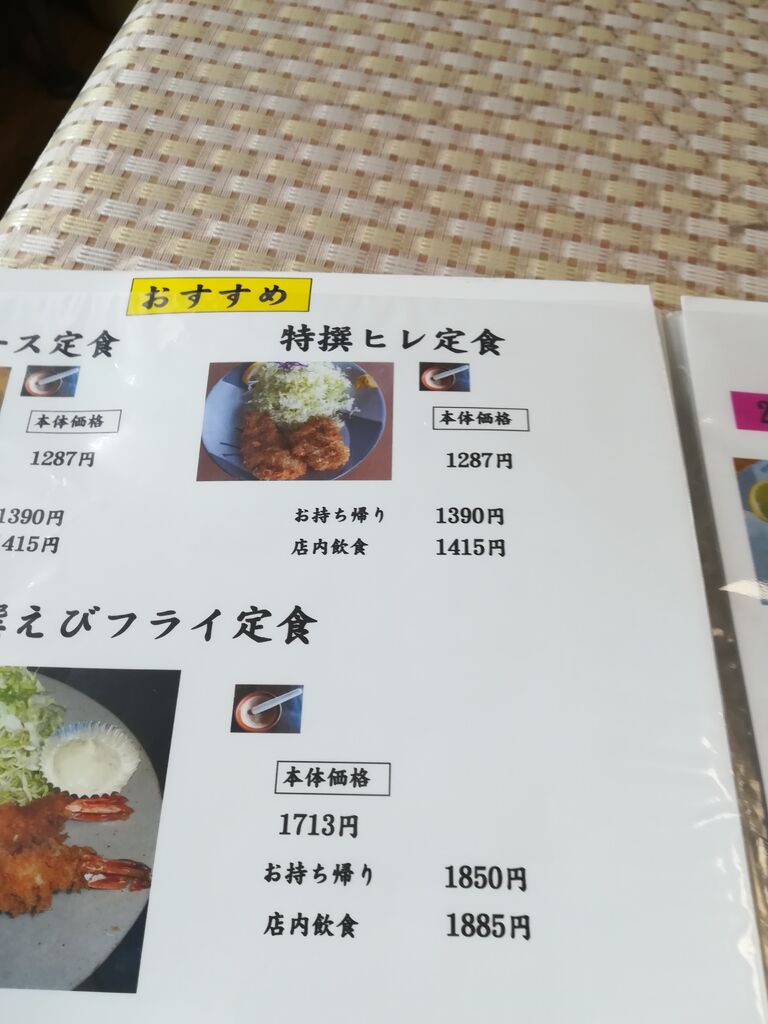 おすすめ
ース定食
本体価格
1287円
1390円
415円
特撰ヒレ定食
本体価格
1287円
お持ち帰り 1390円
店内飲食 1415円
えびフライ定食
本体価格
1713円
お持ち帰り 1850円
店内飲食 1885円